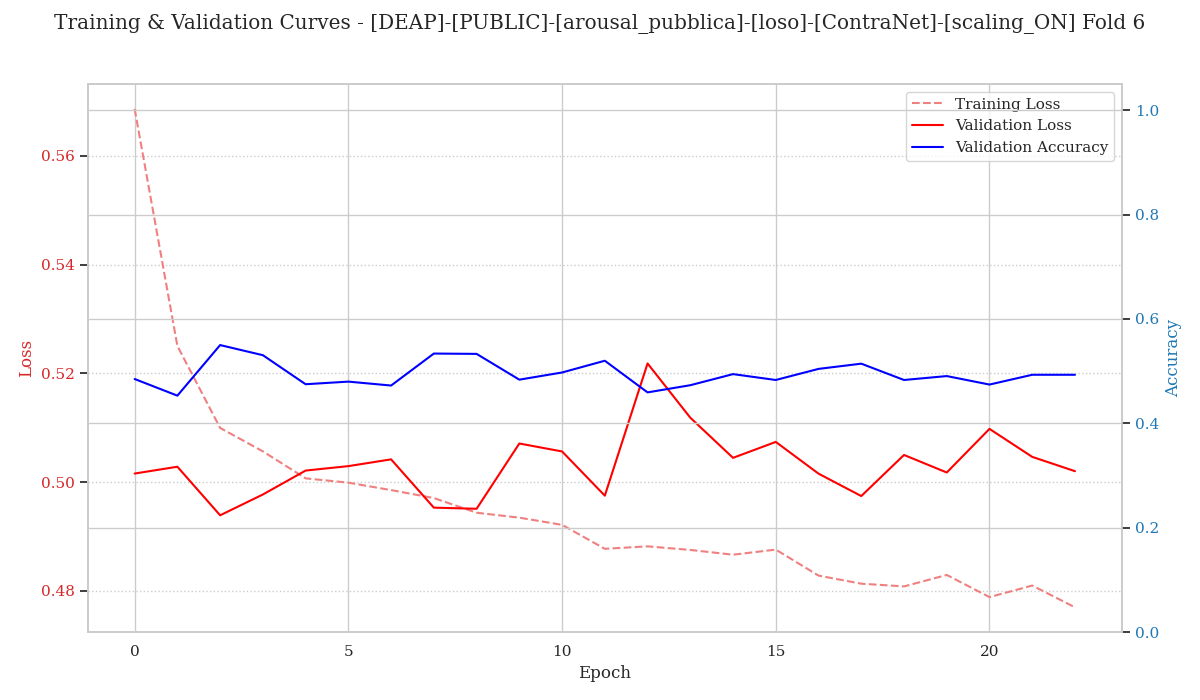 Training & Validation Curves - [DEAP]-[PUBLIC]-[arousal_pubblica]-[loso]-[ContraNet]-[scaling_ON] Fold 6
Training Loss
Validation Loss
Validation Accuracy
Loss
0.56
0.54
0.52
0.50
0.48
1.0
0.8
0.6
0.4
0.2
0.0
Accuracy
0
5
10
15
20
Epoch